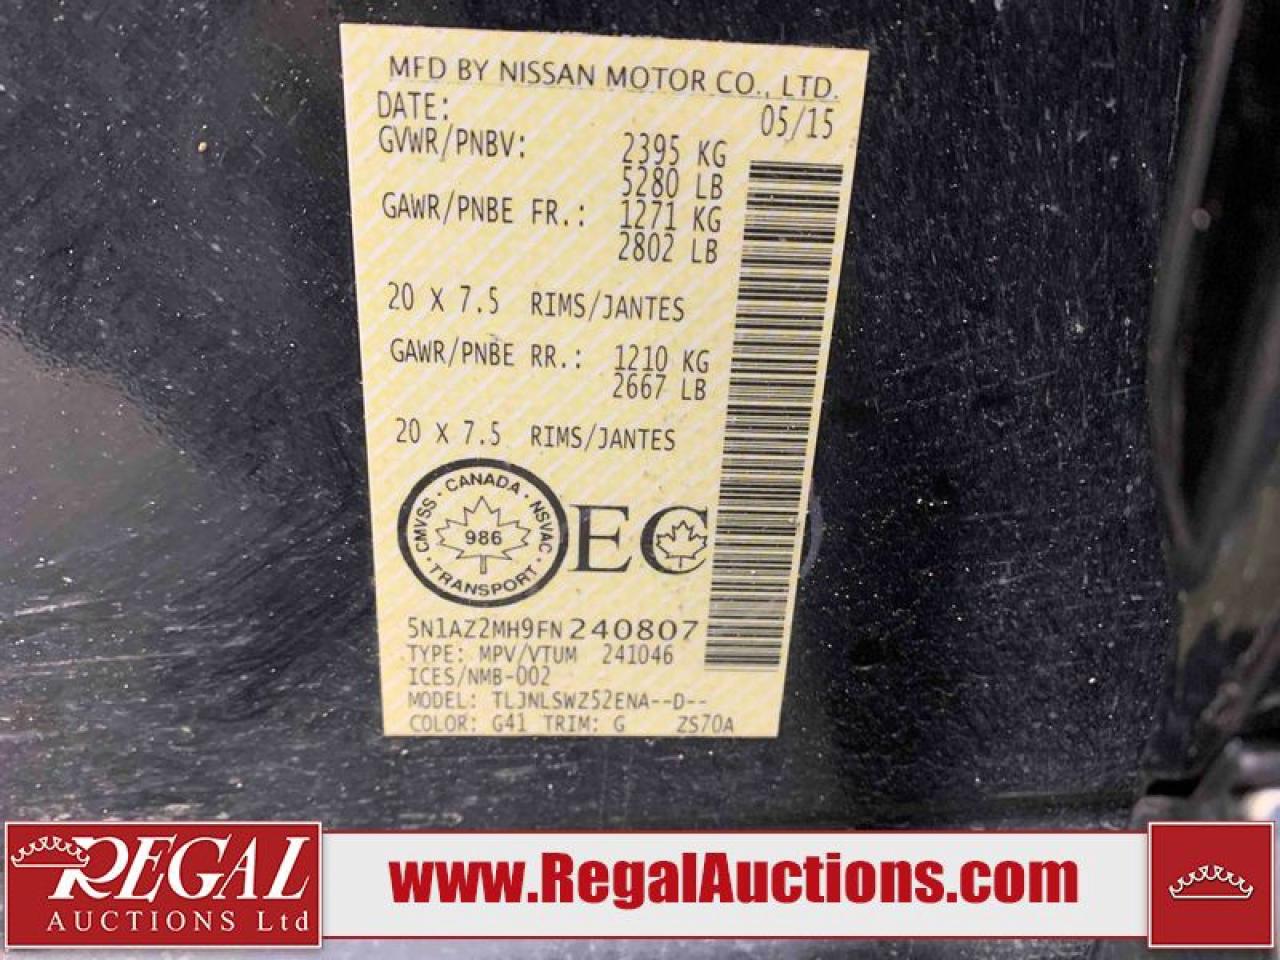 MFD BY NISSAN MOTOR CO., LTD.
DATE: 05/15
GVWR/PNBV: 2395 KG
5280 LB
GAWR/PNBE FR.: 1271 KG
2802 LB
20 X 7.5 RIMS/JANTES
GAWR/PNBE RR.: 1210 KG
2667 LB
20 X 7.5 RIMS/JANTES
CMVSS · CANADA · NSVAC · TRANSPORT ·
986
EC
5N1AZ2MH9FN240807
TYPE: MPV/VTUM 241046
ICES/NMB-002
MODEL: TLJNLSWZ52ENA--D--
COLOR: G41 TRIM: G ZS70A
REGAL
AUCTIONS Ltd
www.RegalAuctions.com